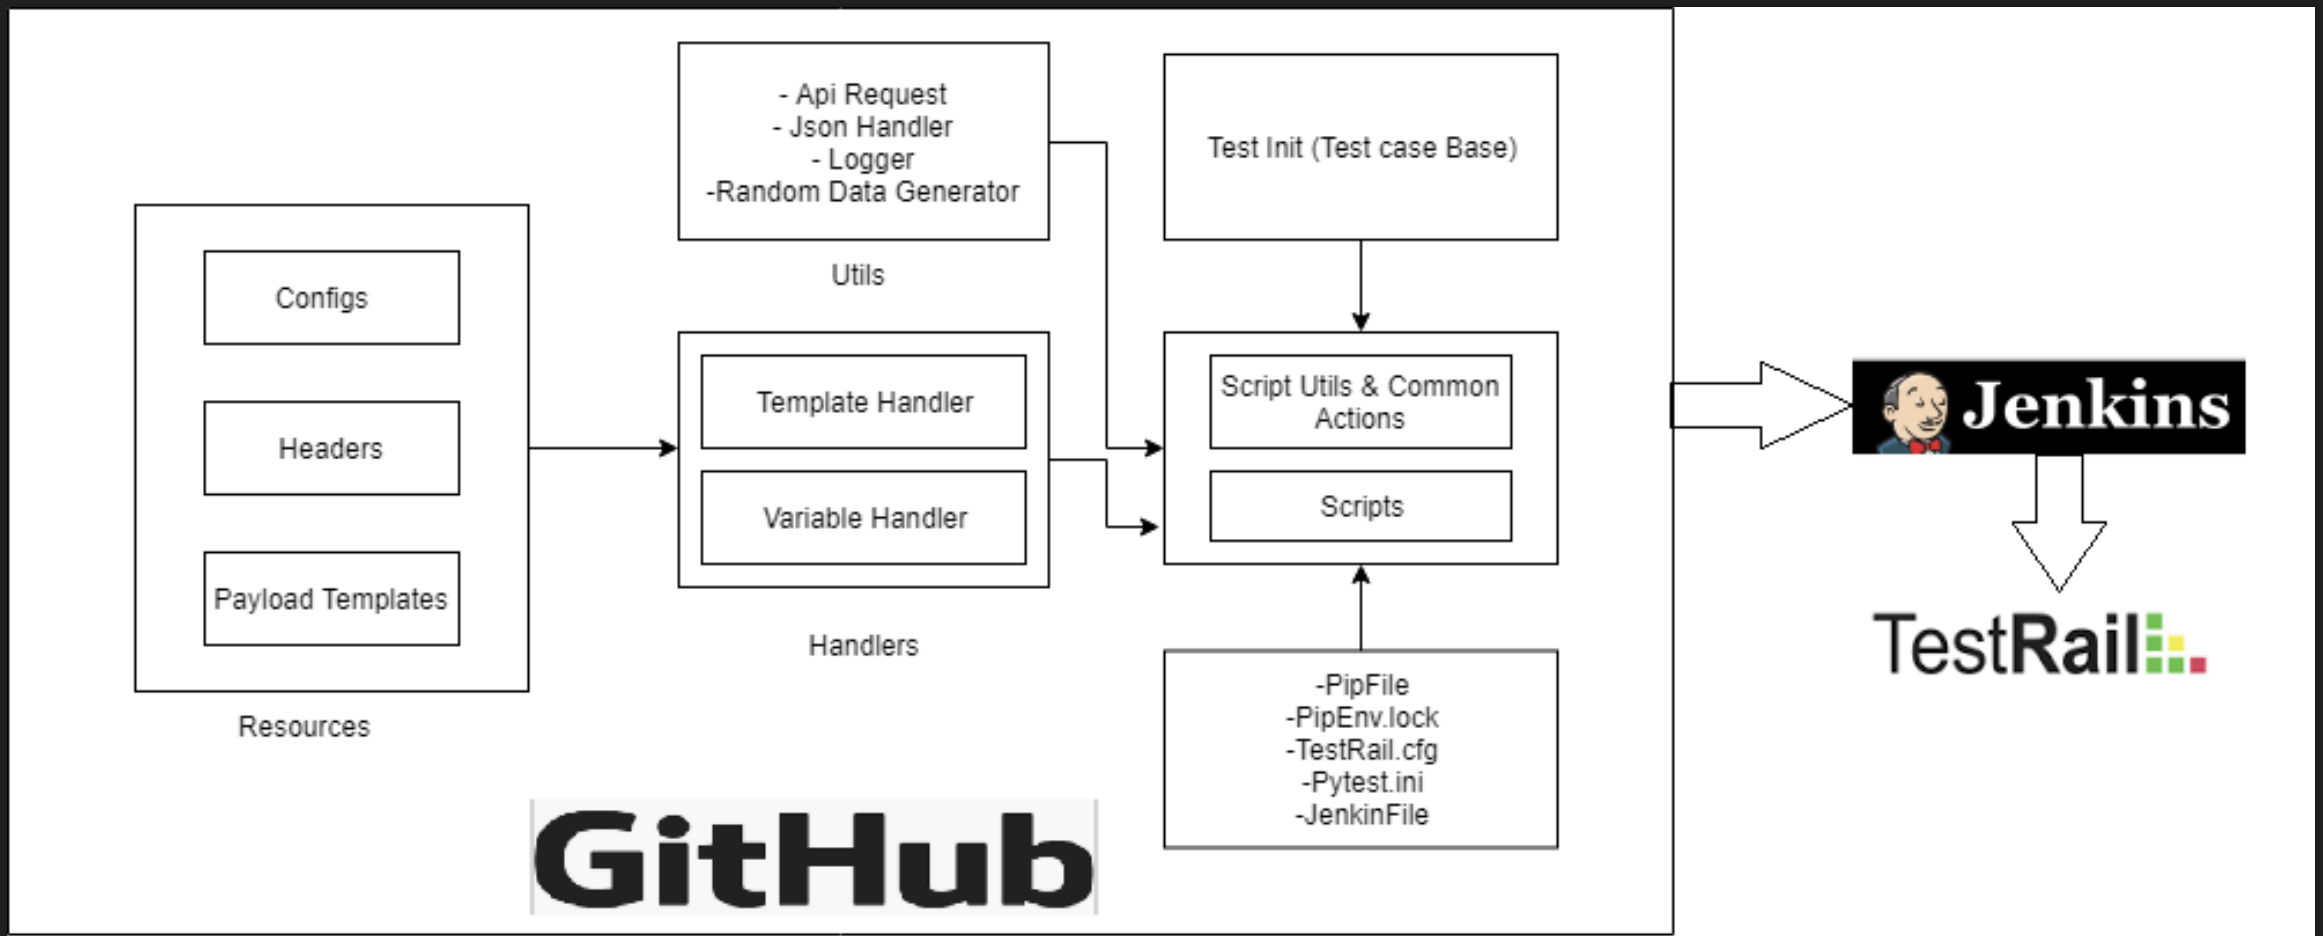 - Api Request
- Json Handler
- Logger
-Random Data Generator
Utils
Test Init (Test case Base)
Configs
Headers
Payload Templates
Resources
Template Handler
Variable Handler
Handlers
Script Utils & Common
Actions
Scripts
-PipFile
-PipEnv.lock
-TestRail.cfg
-Pytest.ini
-JenkinFile
GitHub
Jenkins
TestRail